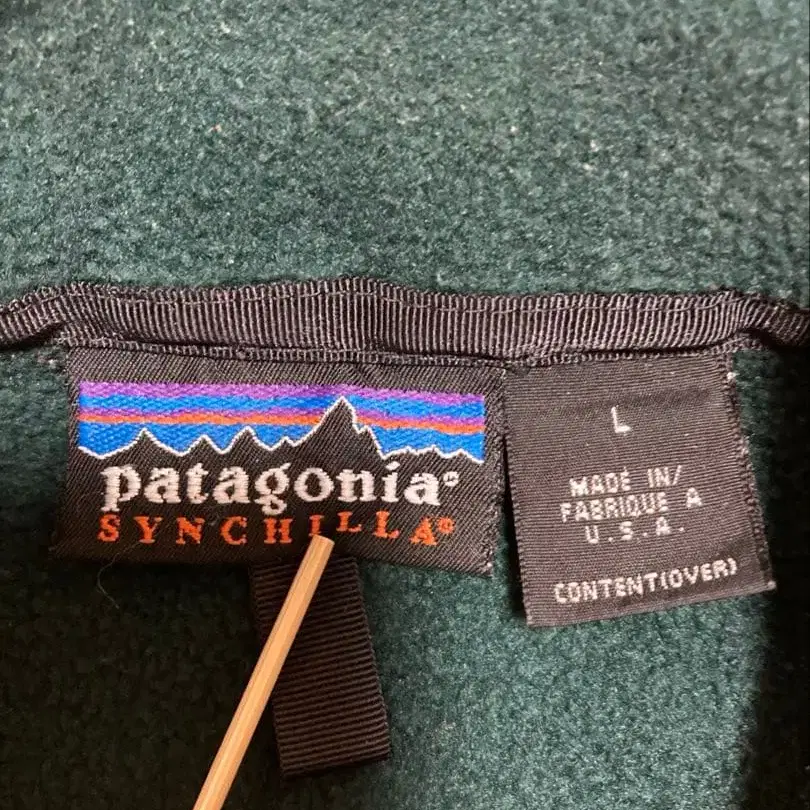 patagonia®
SYNCHILLA®
L
MADE IN/
FABRIQUE A
U.S.A.
CONTENT(OVER)